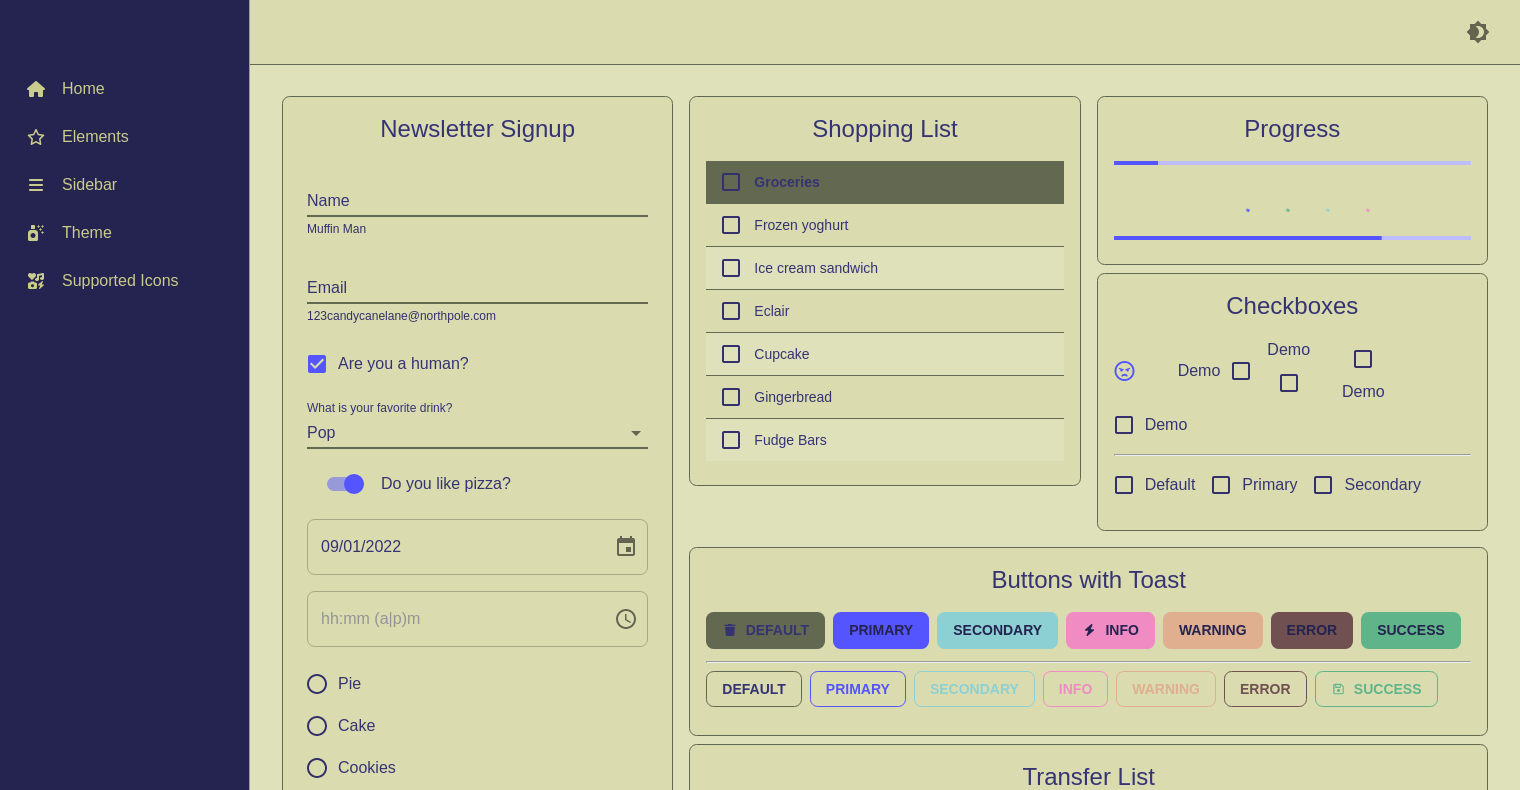 Home
Elements
Sidebar
Theme
Supported Icons
Newsletter Signup
Name
Muffin Man
Email
123candycanelane@northpole.com
Are you a human?
What is your favorite drink?
Pop
Do you like pizza?
09/01/2022
hh:mm (a|p)m
Pie
Cake
Cookies
Shopping List
Groceries
Frozen yoghurt
Ice cream sandwich
Eclair
Cupcake
Gingerbread
Fudge Bars
Progress
Checkboxes
Demo
Demo
Demo
Demo
Default Primary Secondary
Buttons with Toast
DEFAULT PRIMARY SECONDARY INFO WARNING ERROR SUCCESS
DEFAULT PRIMARY SECONDARY INFO WARNING ERROR SUCCESS
Transfer List